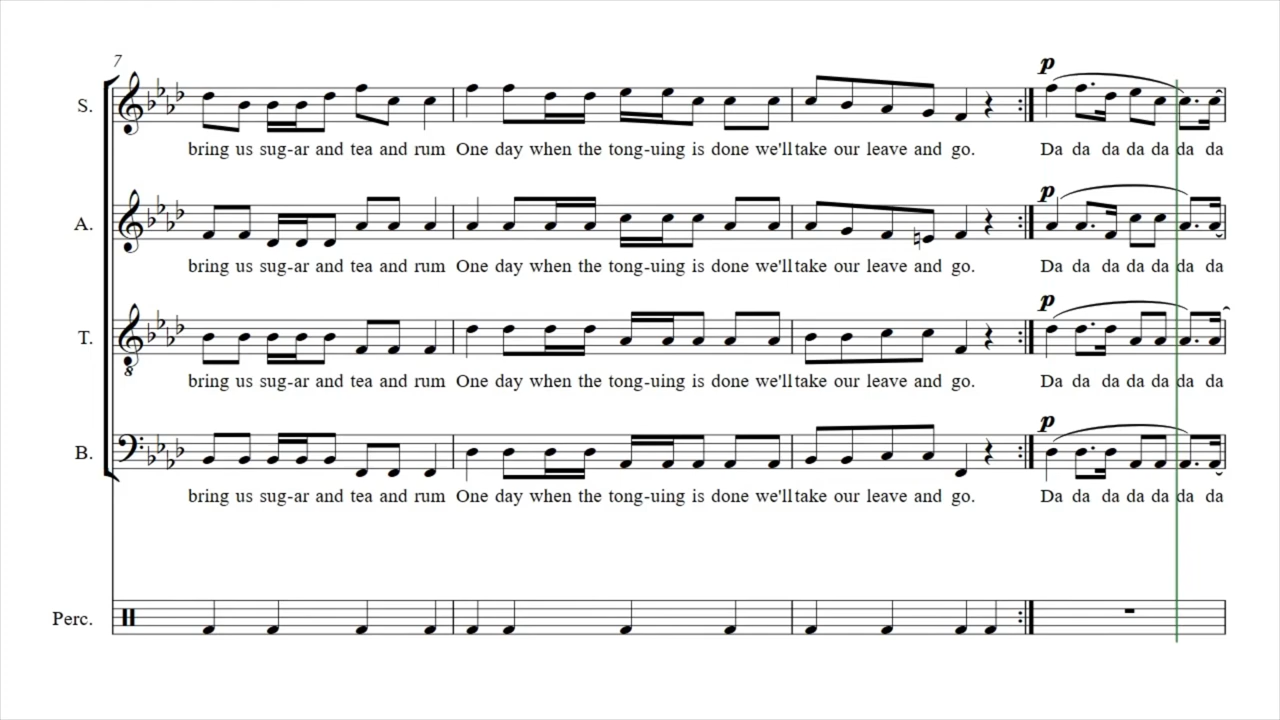 7
p
S.
bring us sug-ar and tea and rum One day when the tong-uing is done we'll take our leave and go. Da da da da da da da
p
A.
bring us sug-ar and tea and rum One day when the tong-uing is done we'll take our leave and go. Da da da da da da da
p
T.
8
bring us sug-ar and tea and rum One day when the tong-uing is done we'll take our leave and go. Da da da da da da da
p
B.
bring us sug-ar and tea and rum One day when the tong-uing is done we'll take our leave and go. Da da da da da da da
Perc.